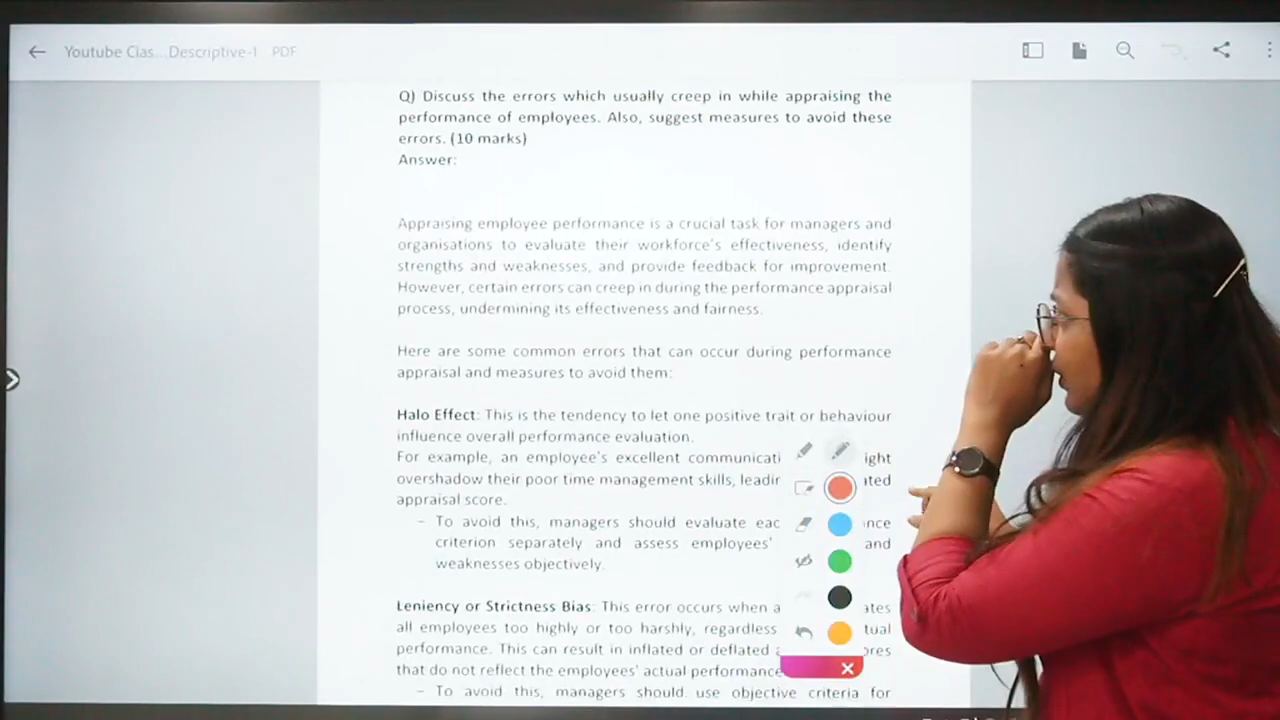 Youtube Clas...Descriptive-1 PDF
Q) Discuss the errors which usually creep in while appraising the
performance of employees. Also, suggest measures to avoid these
errors. (10 marks)
Answer:
Appraising employee performance is a crucial task for managers and
organisations to evaluate their workforce's effectiveness, identify
strengths and weaknesses, and provide feedback for improvement.
However, certain errors can creep in during the performance appraisal
process, undermining its effectiveness and fairness.
Here are some common errors that can occur during performance
appraisal and measures to avoid them:
Halo Effect: This is the tendency to let one positive trait or behaviour
influence overall performance evaluation.
For example, an employee's excellent communicati ight
overshadow their poor time management skills, leadin ated
appraisal score.
– To avoid this, managers should evaluate eac nce
criterion separately and assess employees' and
weaknesses objectively.
Leniency or Strictness Bias: This error occurs when a ates
all employees too highly or too harshly, regardless tual
performance. This can result in inflated or deflated ores
that do not reflect the employees' actual performance
– To avoid this, managers should use objective criteria for